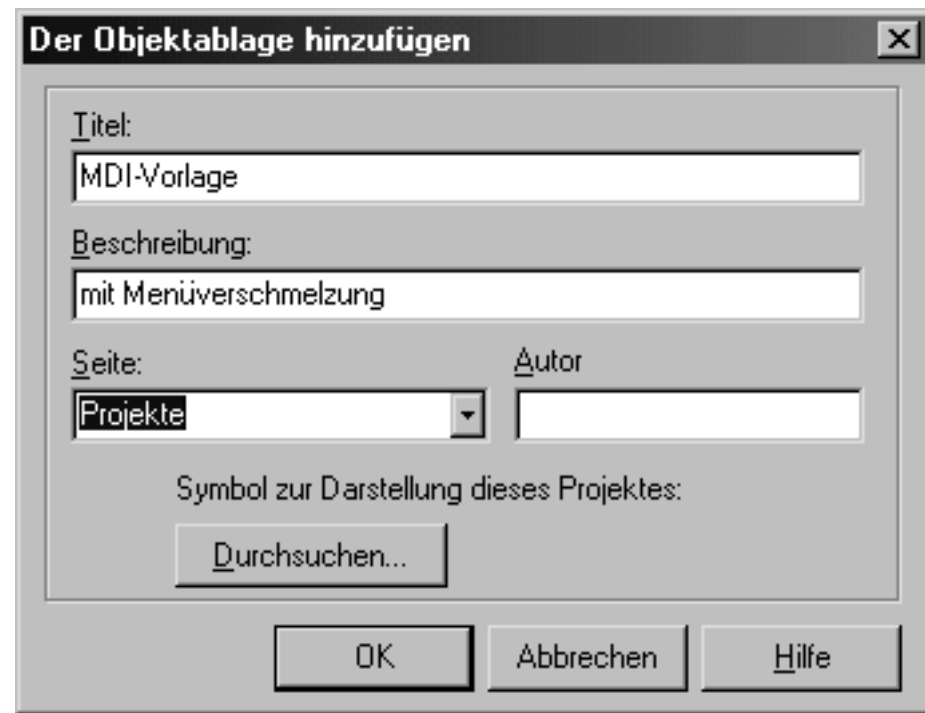 Der Objektablage hinzufügen
Titel:
MDI-Vorlage
Beschreibung:
mit Menüverschmelzung
Seite: Autor
Projekte
Symbol zur Darstellung dieses Projektes:
Durchsuchen...
OK Abbrechen Hilfe